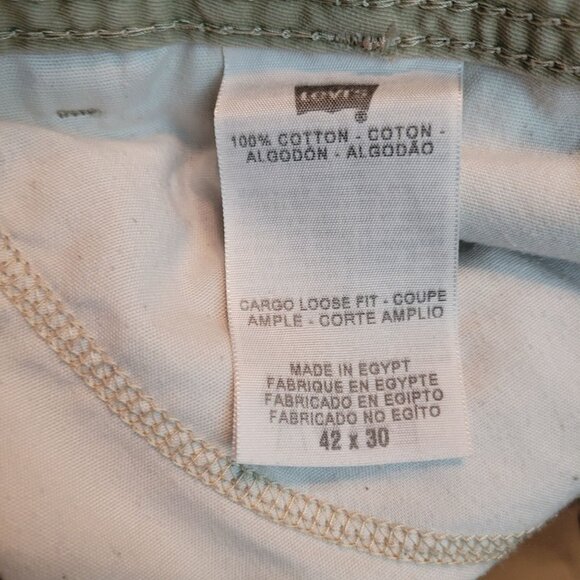 Levi's
®
100% COTTON - COTON -
ALGODÓN - ALGODÃO
CARGO LOOSE FIT - COUPE
AMPLE - CORTE AMPLIO
MADE IN EGYPT
FABRIQUE EN EGYPTE
FABRICADO EN EGIPTO
FABRICADO NO EGITO
42 x 30